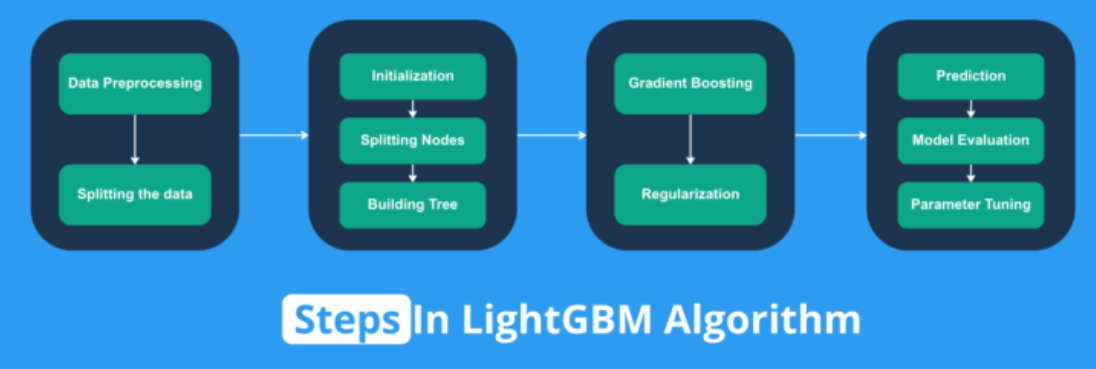 Data Preprocessing
Splitting the data
Initialization
Splitting Nodes
Building Tree
Gradient Boosting
Regularization
Prediction
Model Evaluation
Parameter Tuning
Steps In LightGBM Algorithm